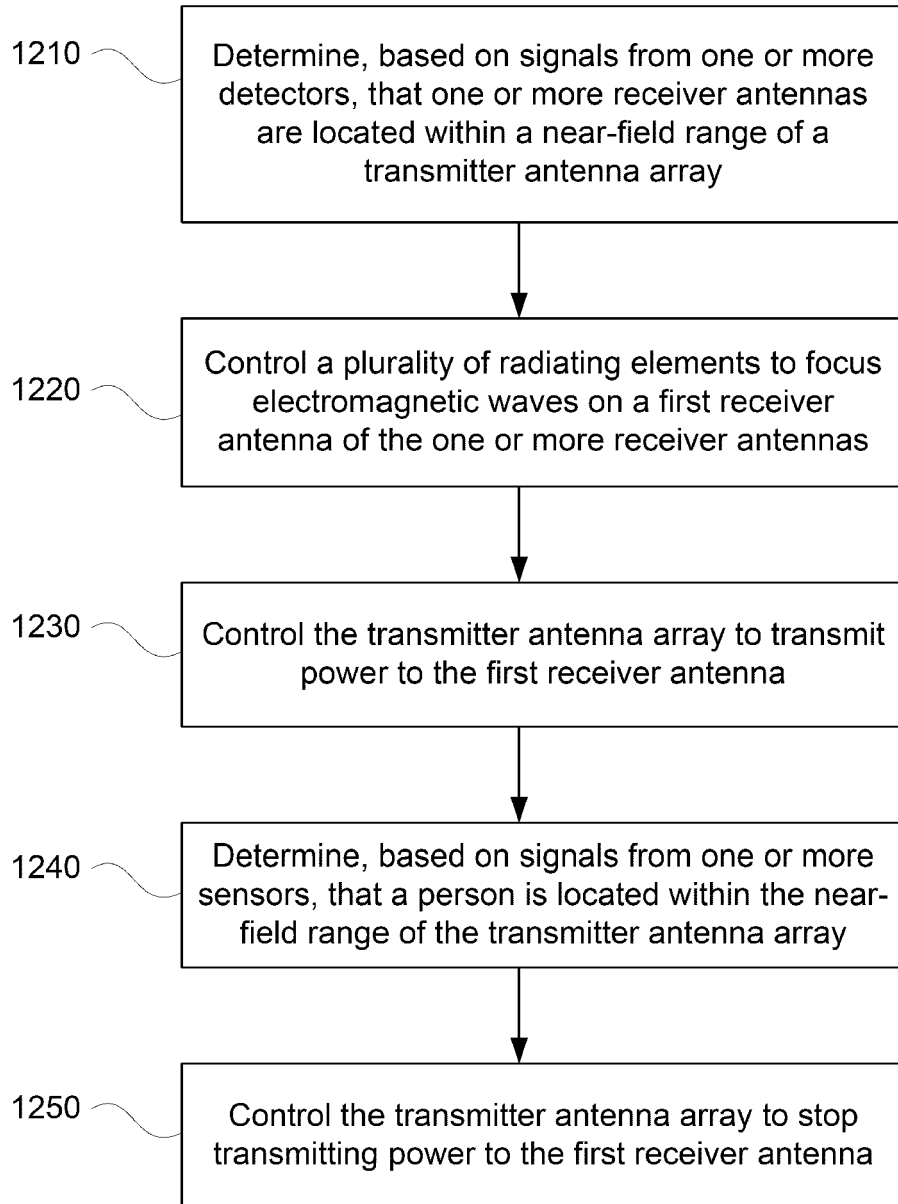 1210
Determine, based on signals from one or more
detectors, that one or more receiver antennas
are located within a near-field range of a
transmitter antenna array
1220
Control a plurality of radiating elements to focus
electromagnetic waves on a first receiver
antenna of the one or more receiver antennas
1230
Control the transmitter antenna array to transmit
power to the first receiver antenna
1240
Determine, based on signals from one or more
sensors, that a person is located within the near-
field range of the transmitter antenna array
1250
Control the transmitter antenna array to stop
transmitting power to the first receiver antenna